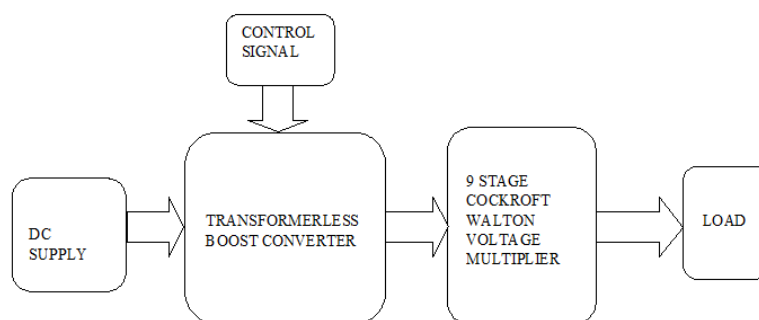 CONTROL
SIGNAL
DC
SUPPLY
TRANSFORMERLESS
BOOST CONVERTER
9 STAGE
COCKROFT
WALTON
VOLTAGE
MULTIPLIER
LOAD